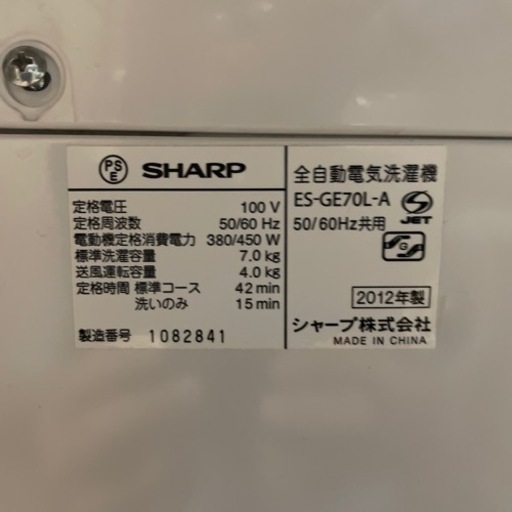 PS E SHARP
定格電圧 100 V
定格周波数 50/60 Hz
電動機定格消費電力 380/450 W
標準洗濯容量 7.0 kg
送風運転容量 4.0 kg
定格時間 標準コース 42 min
洗いのみ 15 min
製造番号 1082841
全自動電気洗濯機
ES-GE70L-A
S JET
50/60Hz共用
G
2012年製
シャープ株式会社
MADE IN CHINA